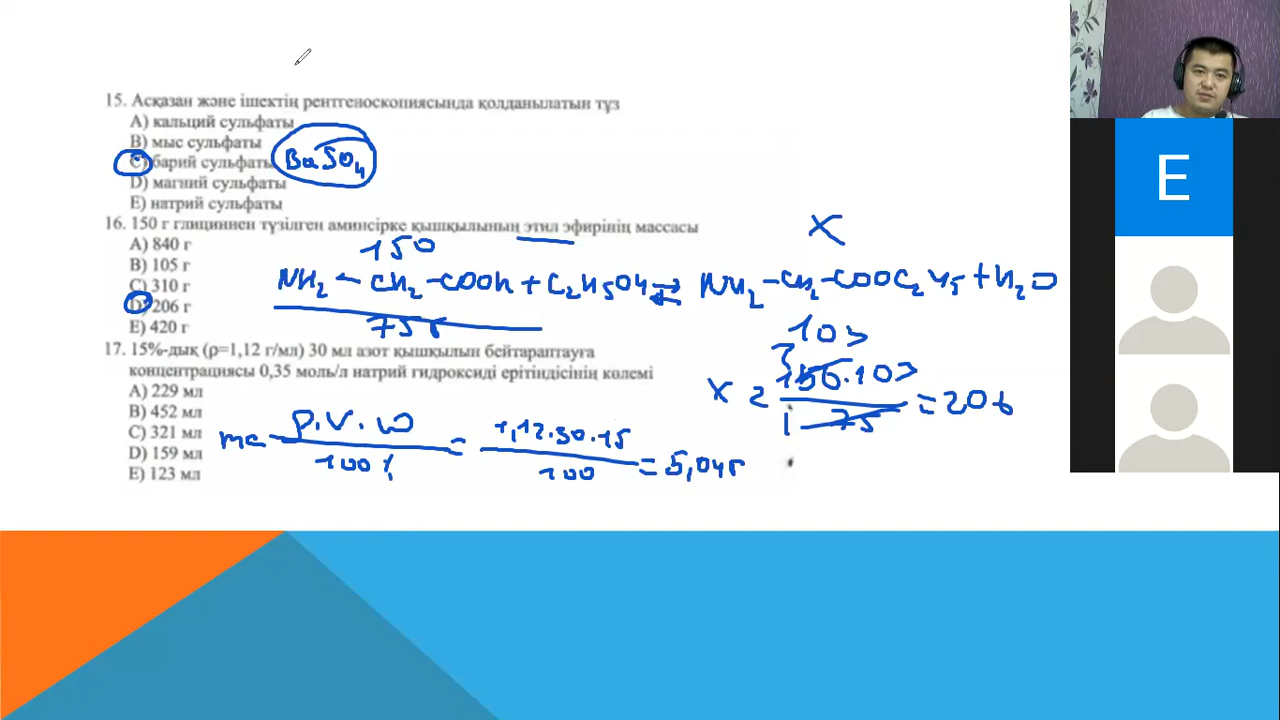 15. Асқазан және ішектің рентгеноскопиясында қолданылатын тұз
A) кальций сульфаты
B) мыс сульфаты
C) барий сульфаты BaSO4
D) магний сульфаты
E) натрий сульфаты
16. 150 г глициннен түзілген аминсірке қышқылының этил эфирінің массасы
A) 840 г
B) 105 г
C) 310 г
D) 206 г
E) 420 г
150 X
NH2 - CH2 - COOH + C2H5OH ⇄ NH2 - CH2 - COOC2H5 + H2O
75г 103
X = 150·103 / 75 = 206
2
1
17. 15%-дық (ρ=1,12 г/мл) 30 мл азот қышқылын бейтараптауға
концентрациясы 0,35 моль/л натрий гидроксиді ерітіндісінің көлемі
A) 229 мл
B) 452 мл
C) 321 мл
D) 159 мл
E) 123 мл
m = ρ·V·ω / 100% = 1,12·30·15 / 100 = 5,04г
E